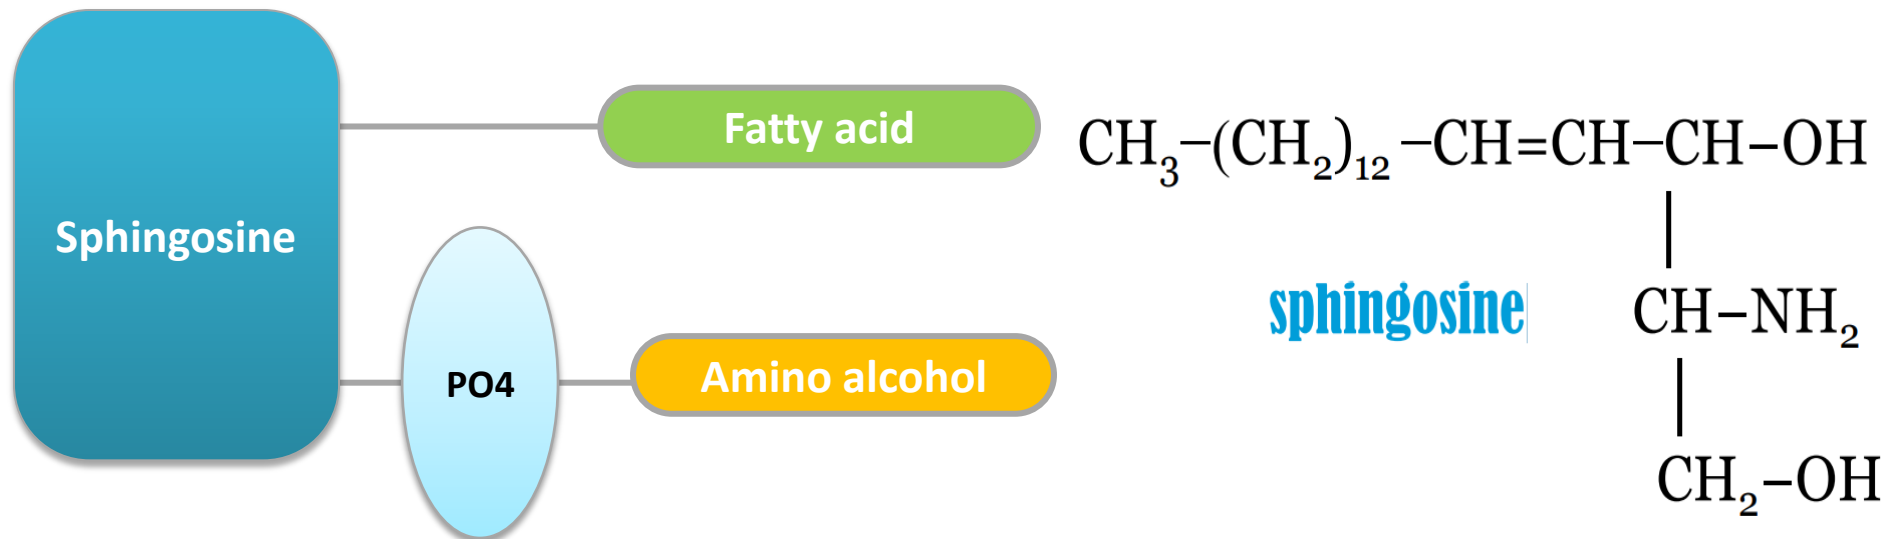 Sphingosine
Fatty acid
PO4
Amino alcohol
CH₃–(CH₂)₁₂–CH=CH–CH–OH
sphingosine
CH–NH₂
CH₂–OH